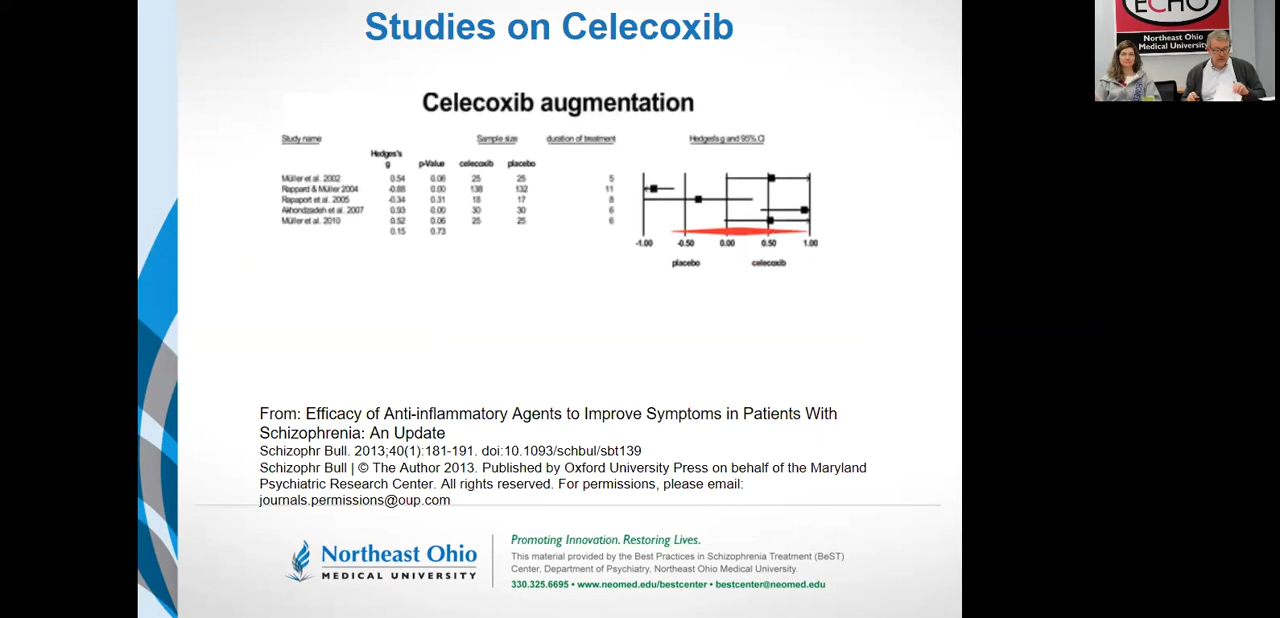 Studies on Celecoxib
ECHO
Northeast Ohio
Medical University
Celecoxib augmentation
Study name Sample size duration of treatment Hedges's g and 95% CI
Hedges's
g p-Value celecoxib placebo
Müller et al. 2002 0.54 0.06 25 25 5
Rappard & Müller 2004 -0.88 0.00 138 132 11
Rapaport et al. 2005 -0.34 0.31 18 17 8
Akhondzadeh et al. 2007 0.93 0.00 30 30 6
Müller et al. 2010 0.52 0.06 25 25 6
0.15 0.73
-1.00 -0.50 0.00 0.50 1.00
placebo celecoxib
From: Efficacy of Anti-inflammatory Agents to Improve Symptoms in Patients With
Schizophrenia: An Update
Schizophr Bull. 2013;40(1):181-191. doi:10.1093/schbul/sbt139
Schizophr Bull | © The Author 2013. Published by Oxford University Press on behalf of the Maryland
Psychiatric Research Center. All rights reserved. For permissions, please email:
journals.permissions@oup.com
Northeast Ohio
MEDICAL UNIVERSITY
Promoting Innovation. Restoring Lives.
This material provided by the Best Practices in Schizophrenia Treatment (BeST)
Center, Department of Psychiatry, Northeast Ohio Medical University.
330.325.6695 • www.neomed.edu/bestcenter • bestcenter@neomed.edu